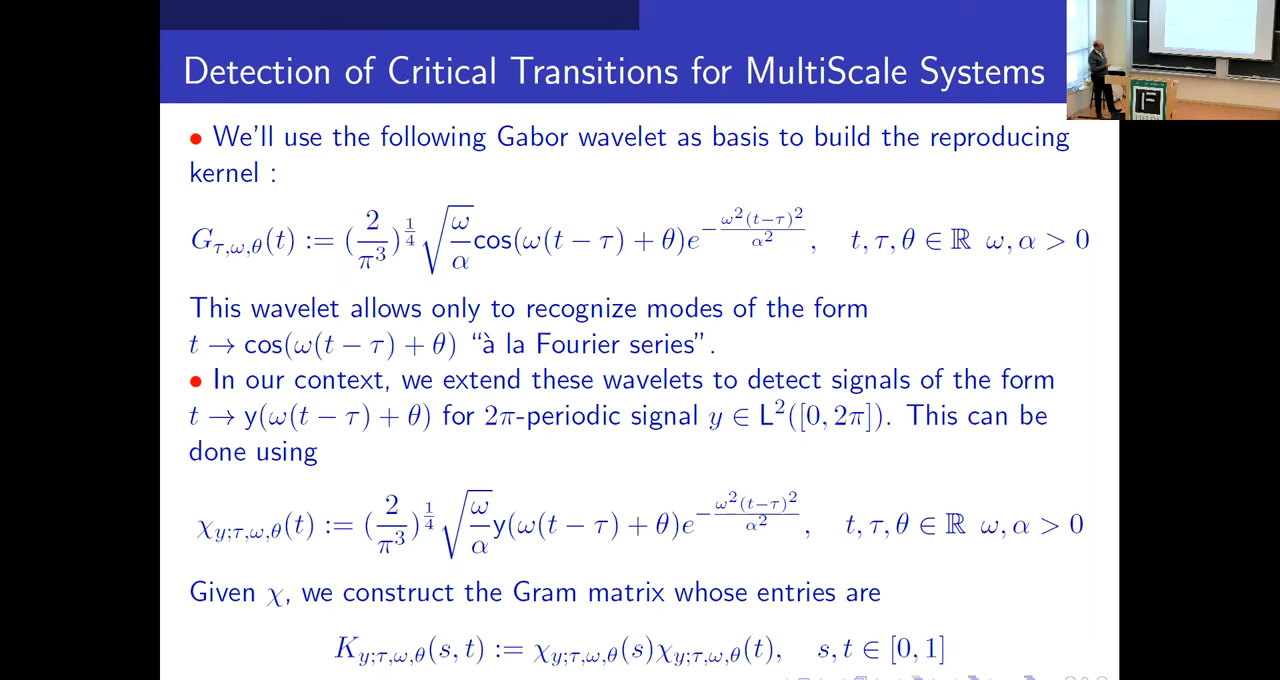 Detection of Critical Transitions for MultiScale Systems
• We'll use the following Gabor wavelet as basis to build the reproducing
kernel :
G_{τ,ω,θ}(t) := (2/π³)^{1/4} √(ω/α) cos(ω(t − τ) + θ)e^{−ω²(t−τ)²/α²},   t, τ, θ ∈ ℝ  ω, α > 0
This wavelet allows only to recognize modes of the form
t → cos(ω(t − τ) + θ) “à la Fourier series”.
• In our context, we extend these wavelets to detect signals of the form
t → y(ω(t − τ) + θ) for 2π-periodic signal y ∈ L²([0, 2π]). This can be
done using
χ_{y;τ,ω,θ}(t) := (2/π³)^{1/4} √(ω/α) y(ω(t − τ) + θ)e^{−ω²(t−τ)²/α²},   t, τ, θ ∈ ℝ  ω, α > 0
Given χ, we construct the Gram matrix whose entries are
K_{y;τ,ω,θ}(s, t) := χ_{y;τ,ω,θ}(s)χ_{y;τ,ω,θ}(t),   s, t ∈ [0, 1]